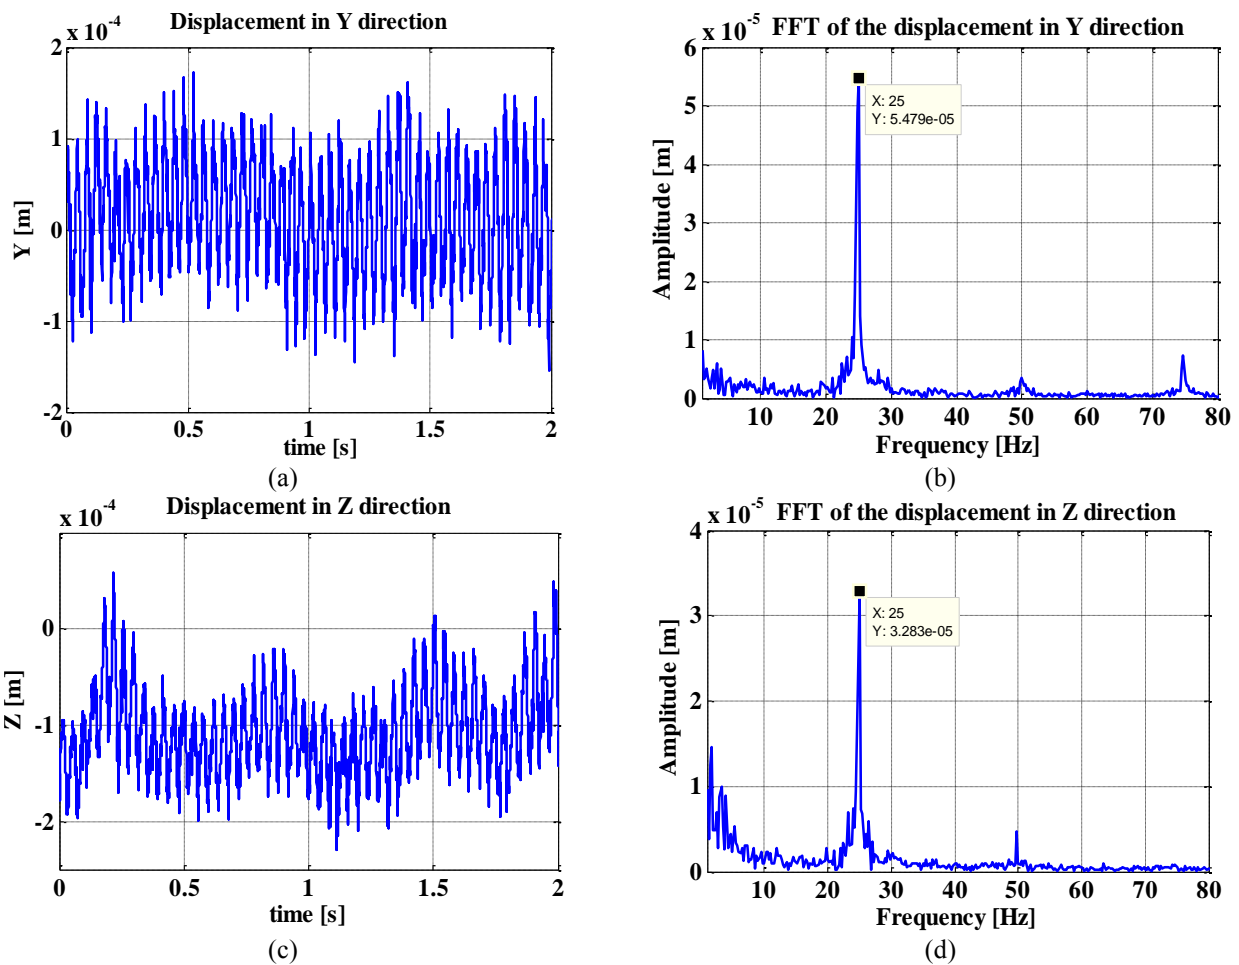 x 10-4
Displacement in Y direction
2
1
0
-1
-2
Y [m]
0
0.5
1
1.5
2
time [s]
(a)
x 10-5
FFT of the displacement in Y direction
6
5
4
3
2
1
0
Amplitude [m]
X: 25
Y: 5.479e-05
10
20
30
40
50
60
70
80
Frequency [Hz]
(b)
x 10-4
Displacement in Z direction
0
-1
-2
Z [m]
0
0.5
1
1.5
2
time [s]
(c)
x 10-5
FFT of the displacement in Z direction
4
3
2
1
0
Amplitude [m]
X: 25
Y: 3.283e-05
10
20
30
40
50
60
70
80
Frequency [Hz]
(d)